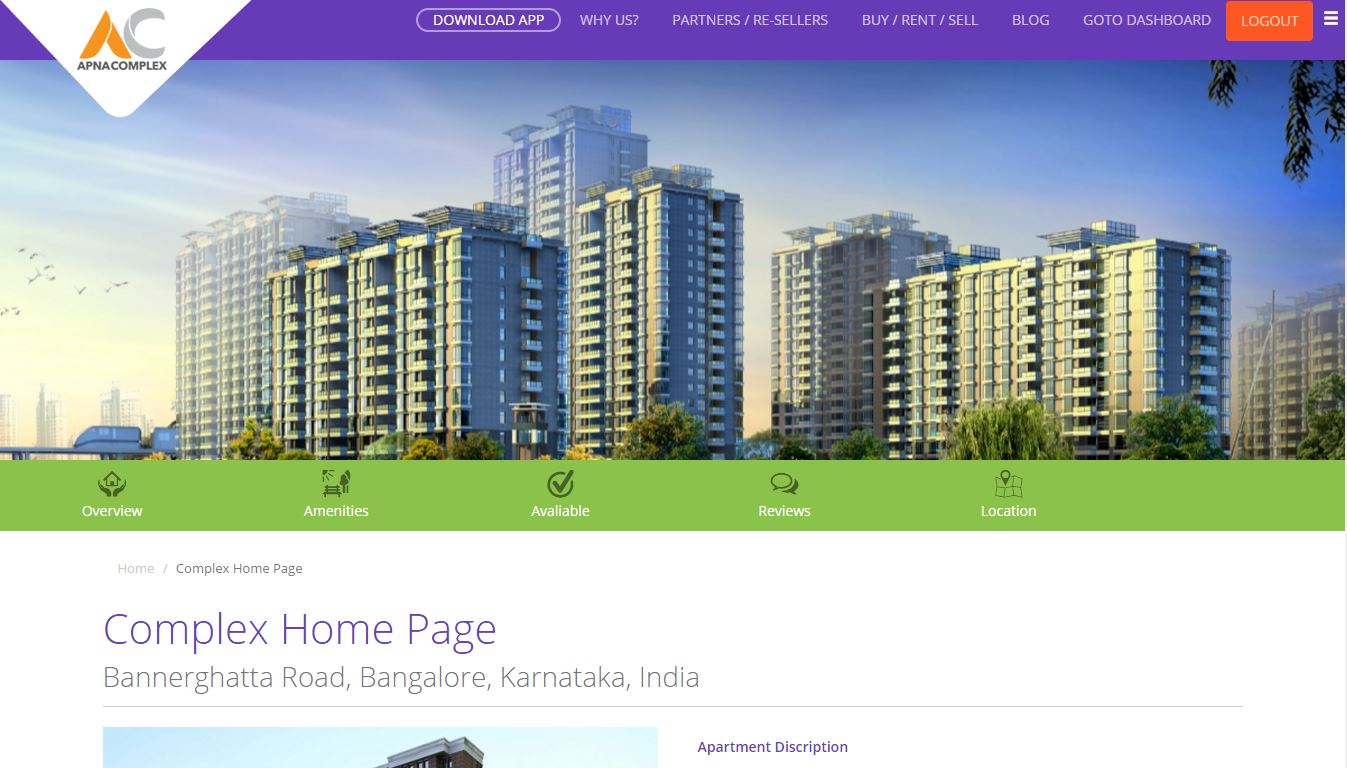 DOWNLOAD APP WHY US? PARTNERS / RE-SELLERS BUY / RENT / SELL BLOG GOTO DASHBOARD LOGOUT
AC
APNACOMPLEX
Overview Amenities Avaliable Reviews Location
Home / Complex Home Page
Complex Home Page
Bannerghatta Road, Bangalore, Karnataka, India
Apartment Discription